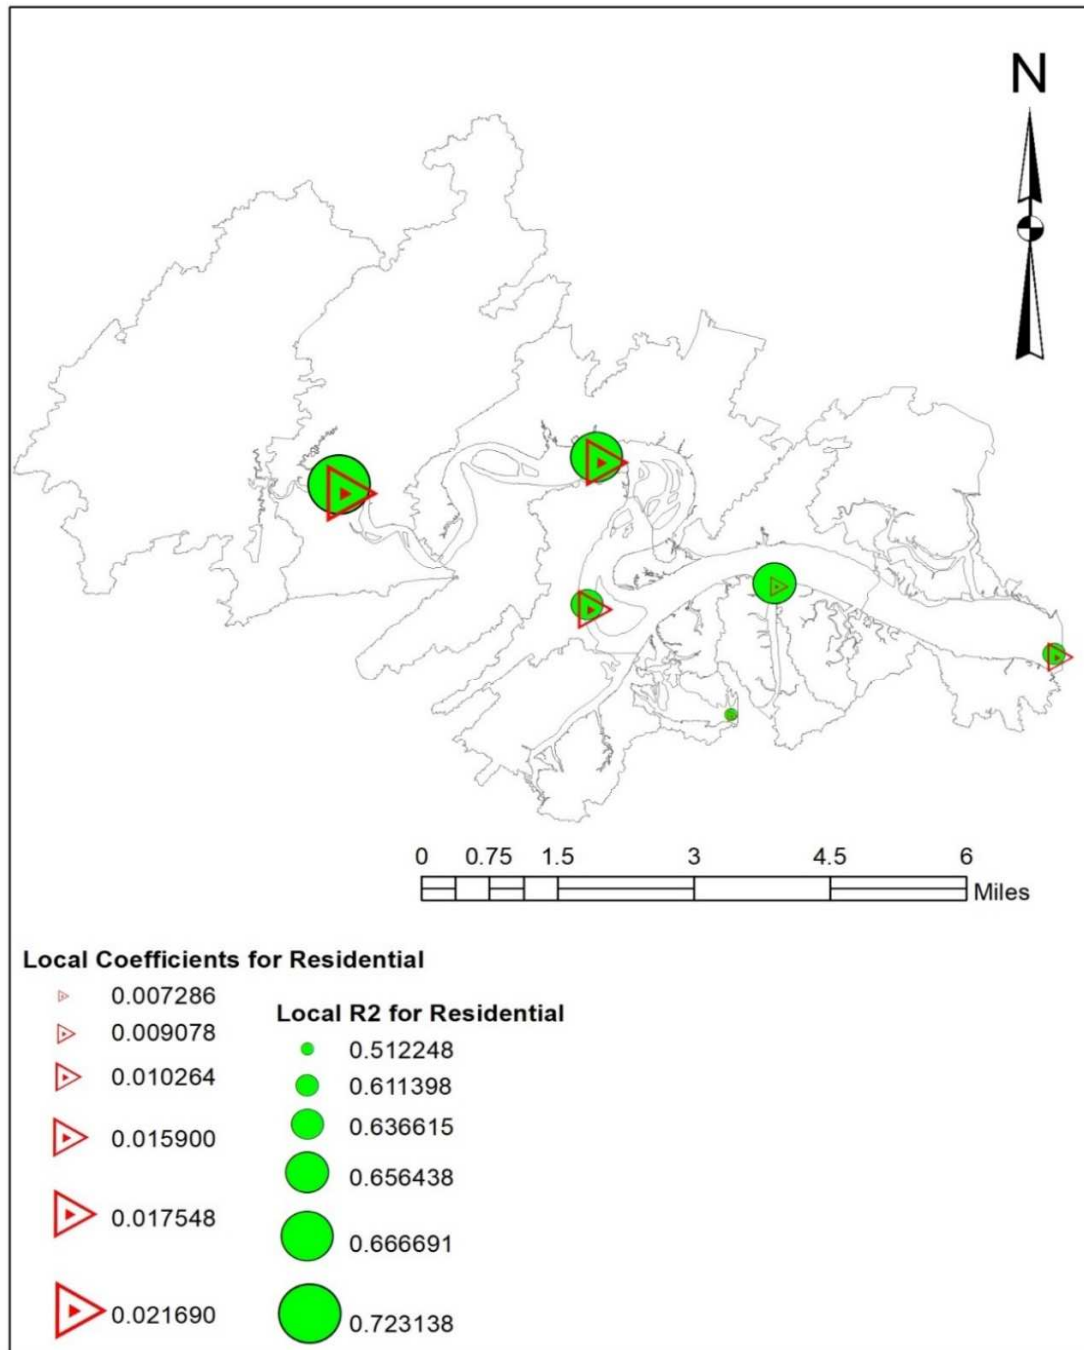 N
0 0.75 1.5 3 4.5 6
Miles
Local Coefficients for Residential
0.007286
0.009078
0.010264
0.015900
0.017548
0.021690
Local R2 for Residential
0.512248
0.611398
0.636615
0.656438
0.666691
0.723138